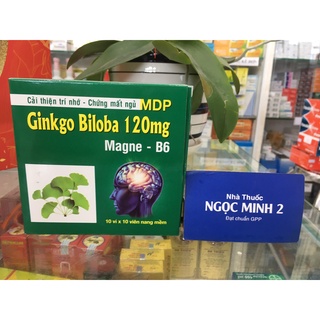 Cải thiện trí nhớ - Chứng mất ngủ
MDP
Ginkgo Biloba 120mg
Magne - B6
10 vỉ x 10 viên nang mềm
Nhà Thuốc
NGỌC MINH 2
Đạt chuẩn GPP